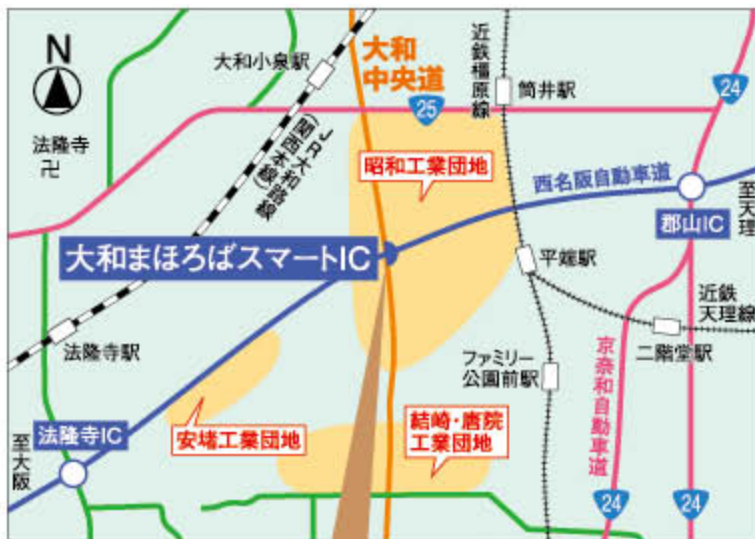 N
大和小泉駅
大和
中央道
近鉄橿原線
筒井駅
24
25
法隆寺
卍
JR大和路線
(関西本線)
昭和工業団地
西名阪自動車道
至天理
郡山IC
大和まほろばスマートIC
平端駅
近鉄
天理線
法隆寺駅
ファミリー
公園前駅
二階堂駅
京奈和自動車道
法隆寺IC
至大阪
安堵工業団地
結崎・唐院
工業団地
24
24